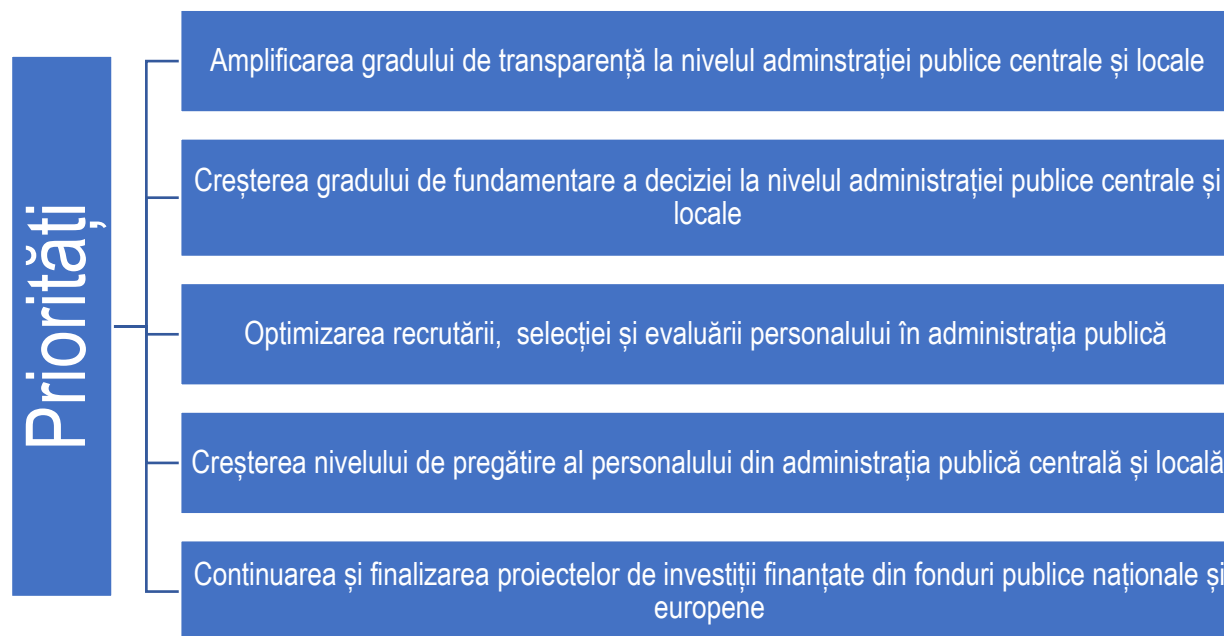 Priorități
Amplificarea gradului de transparență la nivelul adminstrației publice centrale și locale
Creșterea gradului de fundamentare a deciziei la nivelul administrației publice centrale și
locale
Optimizarea recrutării,  selecției și evaluării personalului în administrația publică
Creșterea nivelului de pregătire al personalului din administrația publică centrală și locală
Continuarea și finalizarea proiectelor de investiții finanțate din fonduri publice naționale și
europene